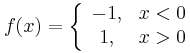 f(x) = { −1, x < 0
1, x > 0